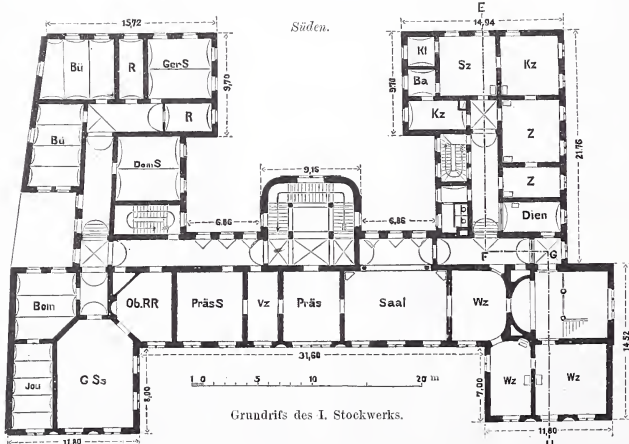 E
15,72
Süden.
14,94
Bü R GerS
9,70
Kl Sz Kz
Ba
R
Kz
Bü
DomS
Z
21,76
9,16
Z
6,86
6,86
Dien
F G
Bom Ob.RR PräsS Vz Präs Saal Wz
14,52
Jou G Ss
8,00
31,60
7,00
Wz Wz
1 0 5 10 20 m
Grundriſs des I. Stockwerks.
11,80
11,80
H